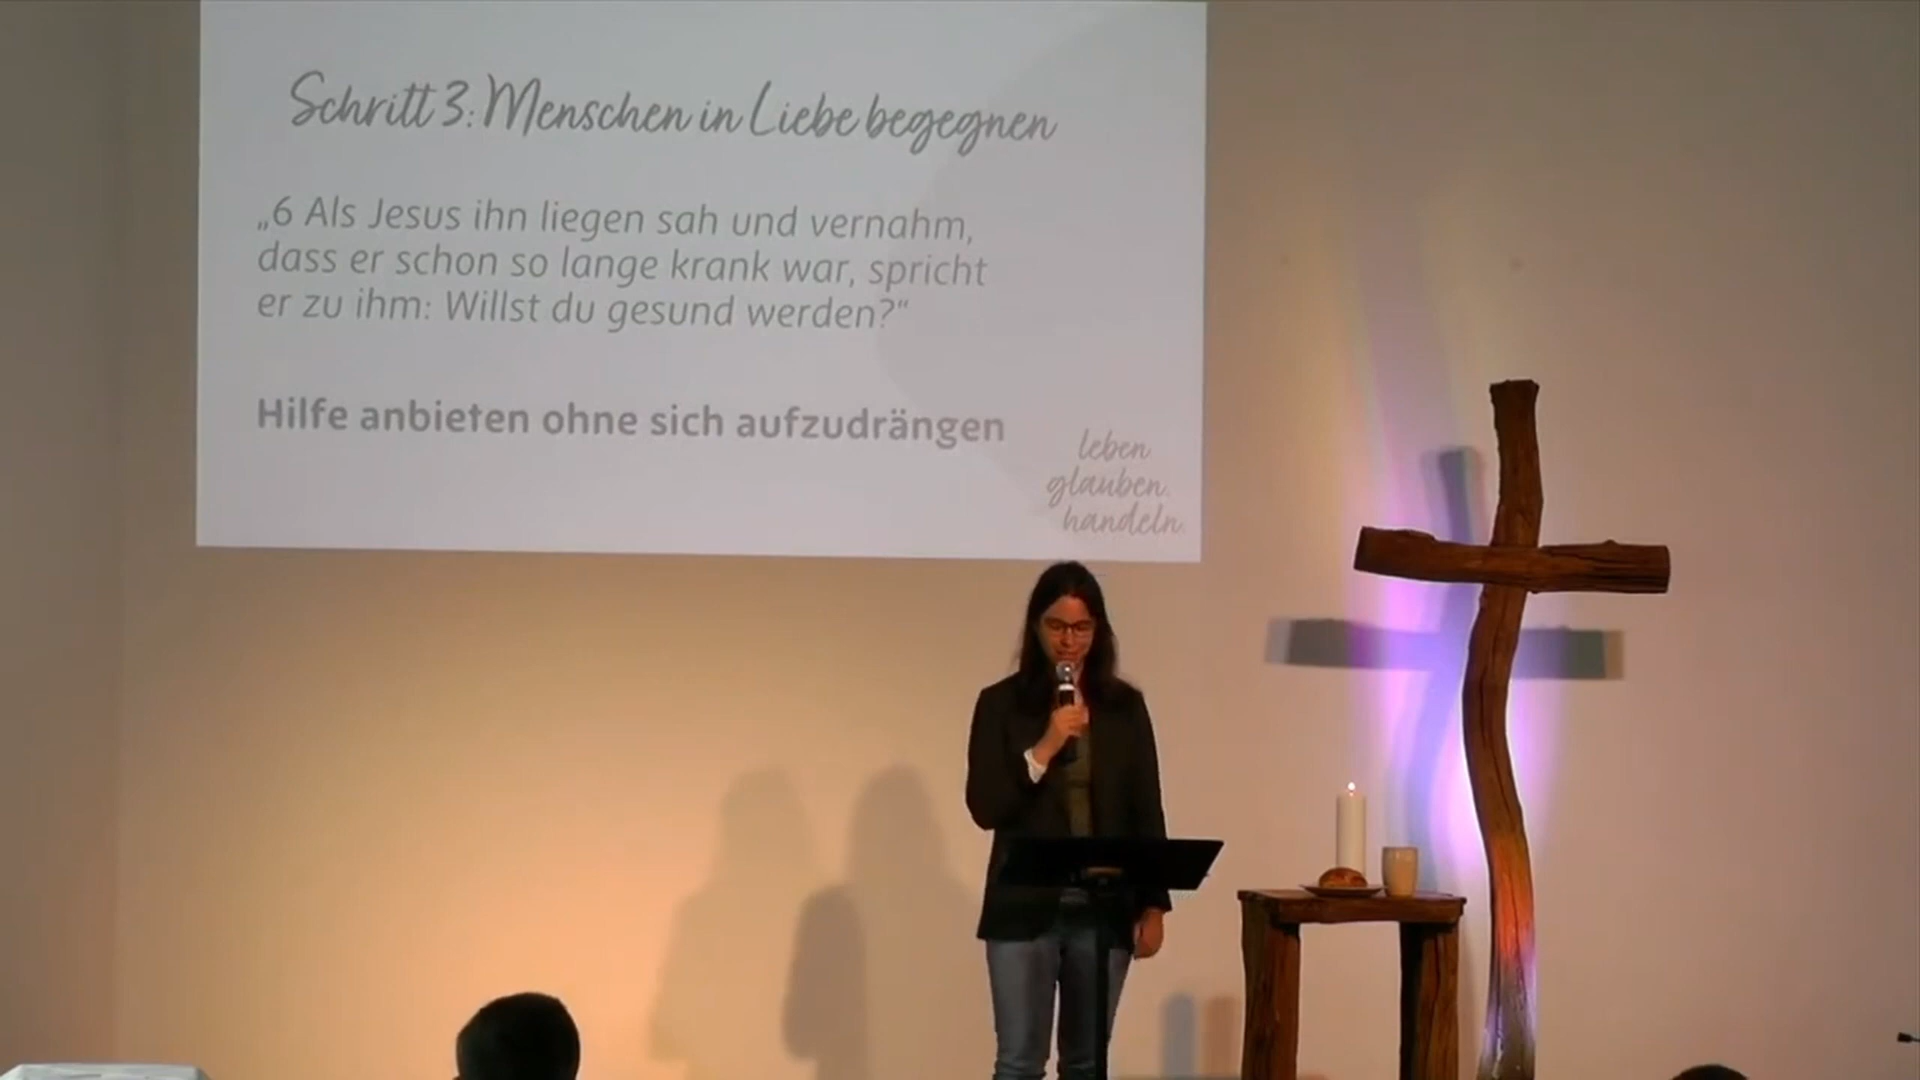 Schritt 3: Menschen in Liebe begegnen
„6 Als Jesus ihn liegen sah und vernahm,
dass er schon so lange krank war, spricht
er zu ihm: Willst du gesund werden?“
Hilfe anbieten ohne sich aufzudrängen
leben.
glauben.
handeln.